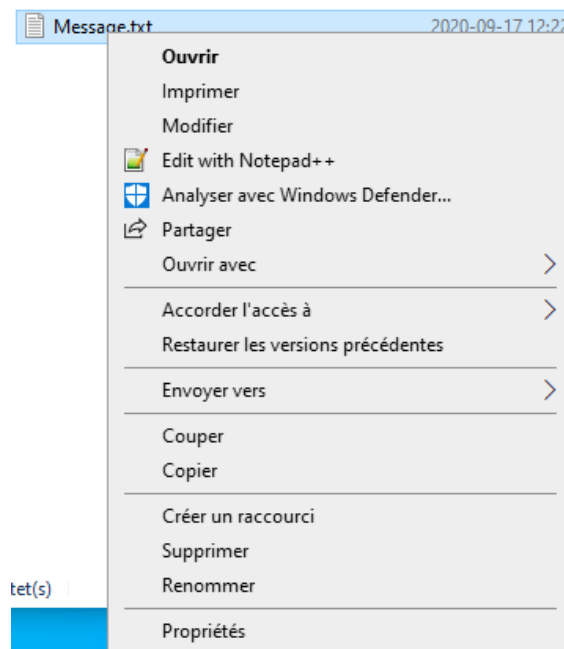 Message.txt 2020-09-17 12:22
Ouvrir
Imprimer
Modifier
Edit with Notepad++
Analyser avec Windows Defender...
Partager
Ouvrir avec
Accorder l'accès à
Restaurer les versions précédentes
Envoyer vers
Couper
Copier
Créer un raccourci
Supprimer
Renommer
tet(s)
Propriétés